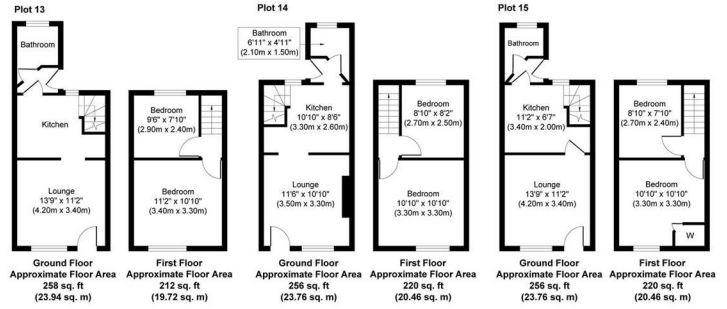 Plot 13
Bathroom
Kitchen
Lounge
13'9" x 11'2"
(4.20m x 3.40m)
Ground Floor
Approximate Floor Area
258 sq. ft
(23.94 sq. m)
Bedroom
9'6" x 7'10"
(2.90m x 2.40m)
Bedroom
11'2" x 10'10"
(3.40m x 3.30m)
First Floor
Approximate Floor Area
212 sq. ft
(19.72 sq. m)
Plot 14
Bathroom
6'11" x 4'11"
(2.10m x 1.50m)
Kitchen
10'10" x 8'6"
(3.30m x 2.60m)
Lounge
11'6" x 10'10"
(3.50m x 3.30m)
Ground Floor
Approximate Floor Area
256 sq. ft
(23.76 sq. m)
Bedroom
8'10" x 8'2"
(2.70m x 2.50m)
Bedroom
10'10" x 10'10"
(3.30m x 3.30m)
First Floor
Approximate Floor Area
220 sq. ft
(20.46 sq. m)
Plot 15
Bathroom
Kitchen
11'2" x 6'7"
(3.40m x 2.00m)
Lounge
13'9" x 11'2"
(4.20m x 3.40m)
Ground Floor
Approximate Floor Area
256 sq. ft
(23.76 sq. m)
Bedroom
8'10" x 7'10"
(2.70m x 2.40m)
Bedroom
10'10" x 10'10"
(3.30m x 3.30m)
W
First Floor
Approximate Floor Area
220 sq. ft
(20.46 sq. m)